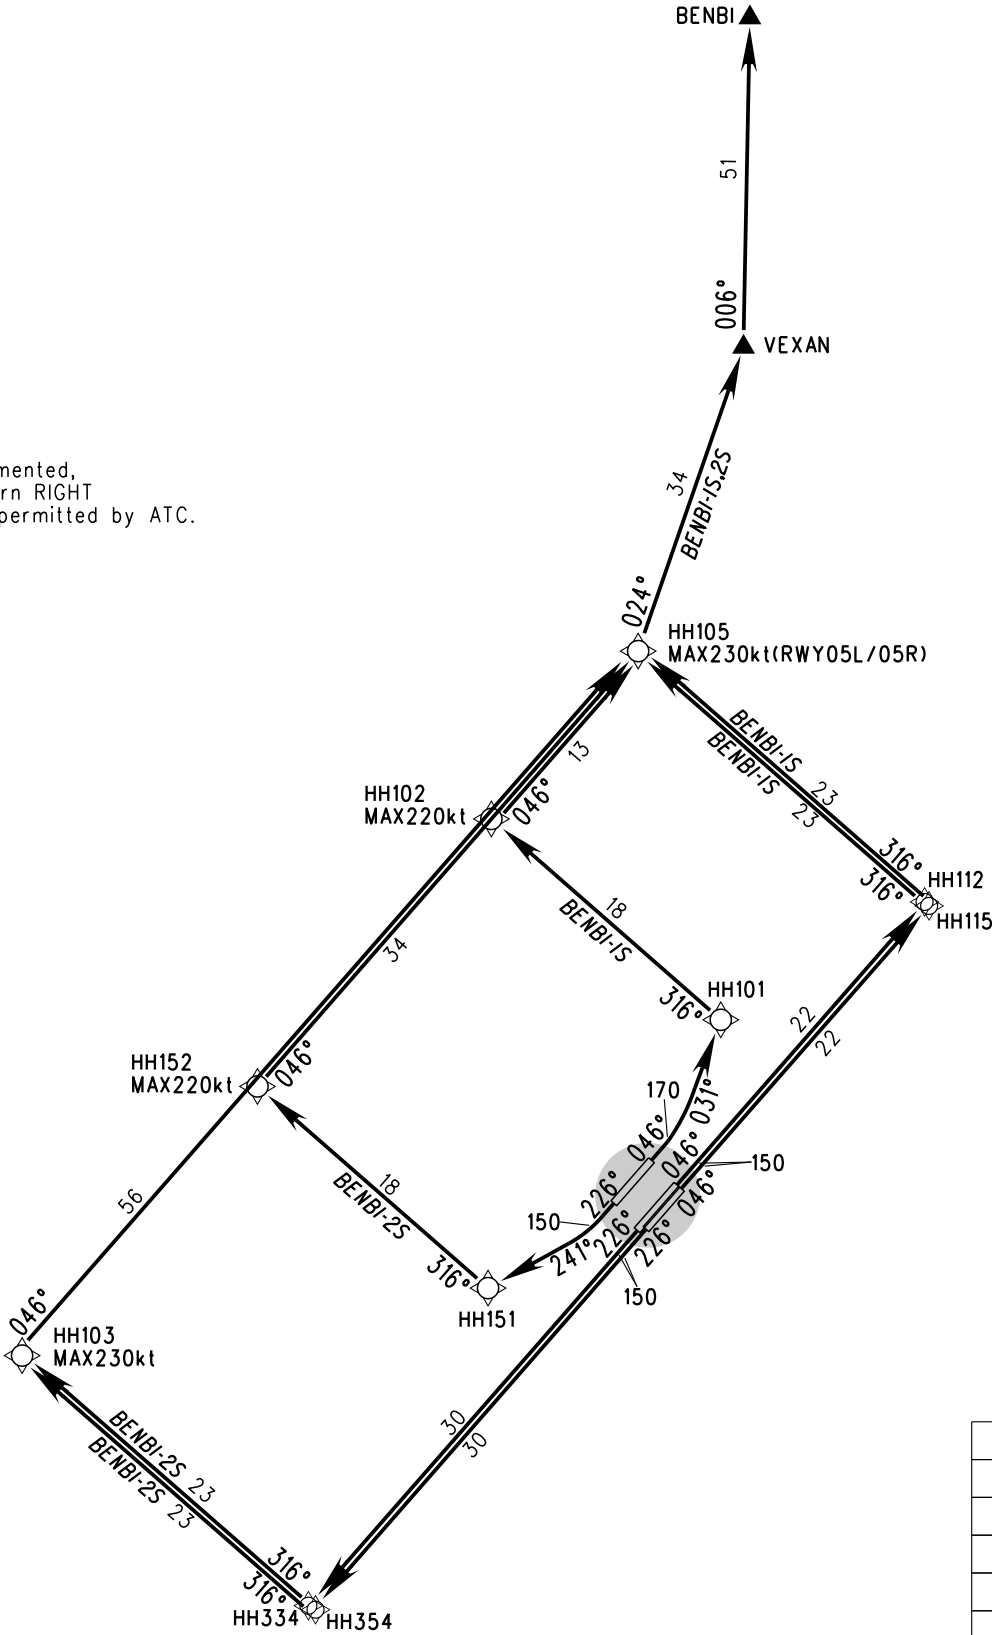 BENBI
51
006°
VEXAN
mented,
rn RIGHT
permitted by ATC.
34
BENBI-1S,2S
024°
HH105
MAX230kt(RWY05L/05R)
13
BENBI-1S
BENBI-1S
23
23
HH102
MAX220kt
046°
316°
316°
HH112
HH115
18
BENBI-1S
34
316°
HH101
22
22
HH152
MAX220kt
046°
170
031°
046°
046°
150
046°
226°
18
BENBI-2S
150
226°
241°
226°
56
316°
HH151
150
046°
HH103
MAX230kt
30
30
BENBI-2S 23
BENBI-2S 23
316°
316°
HH334
HH354